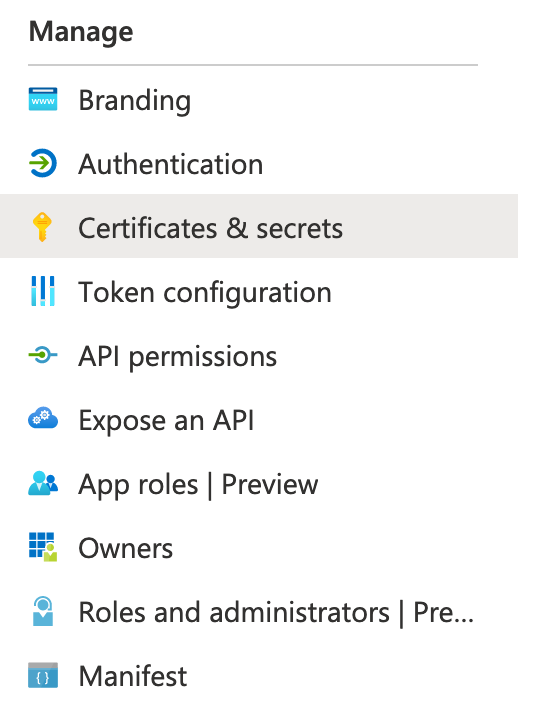 Manage
www
Branding
Authentication
Certificates & secrets
Token configuration
API permissions
Expose an API
App roles | Preview
Owners
Roles and administrators | Pre...
{ }
Manifest